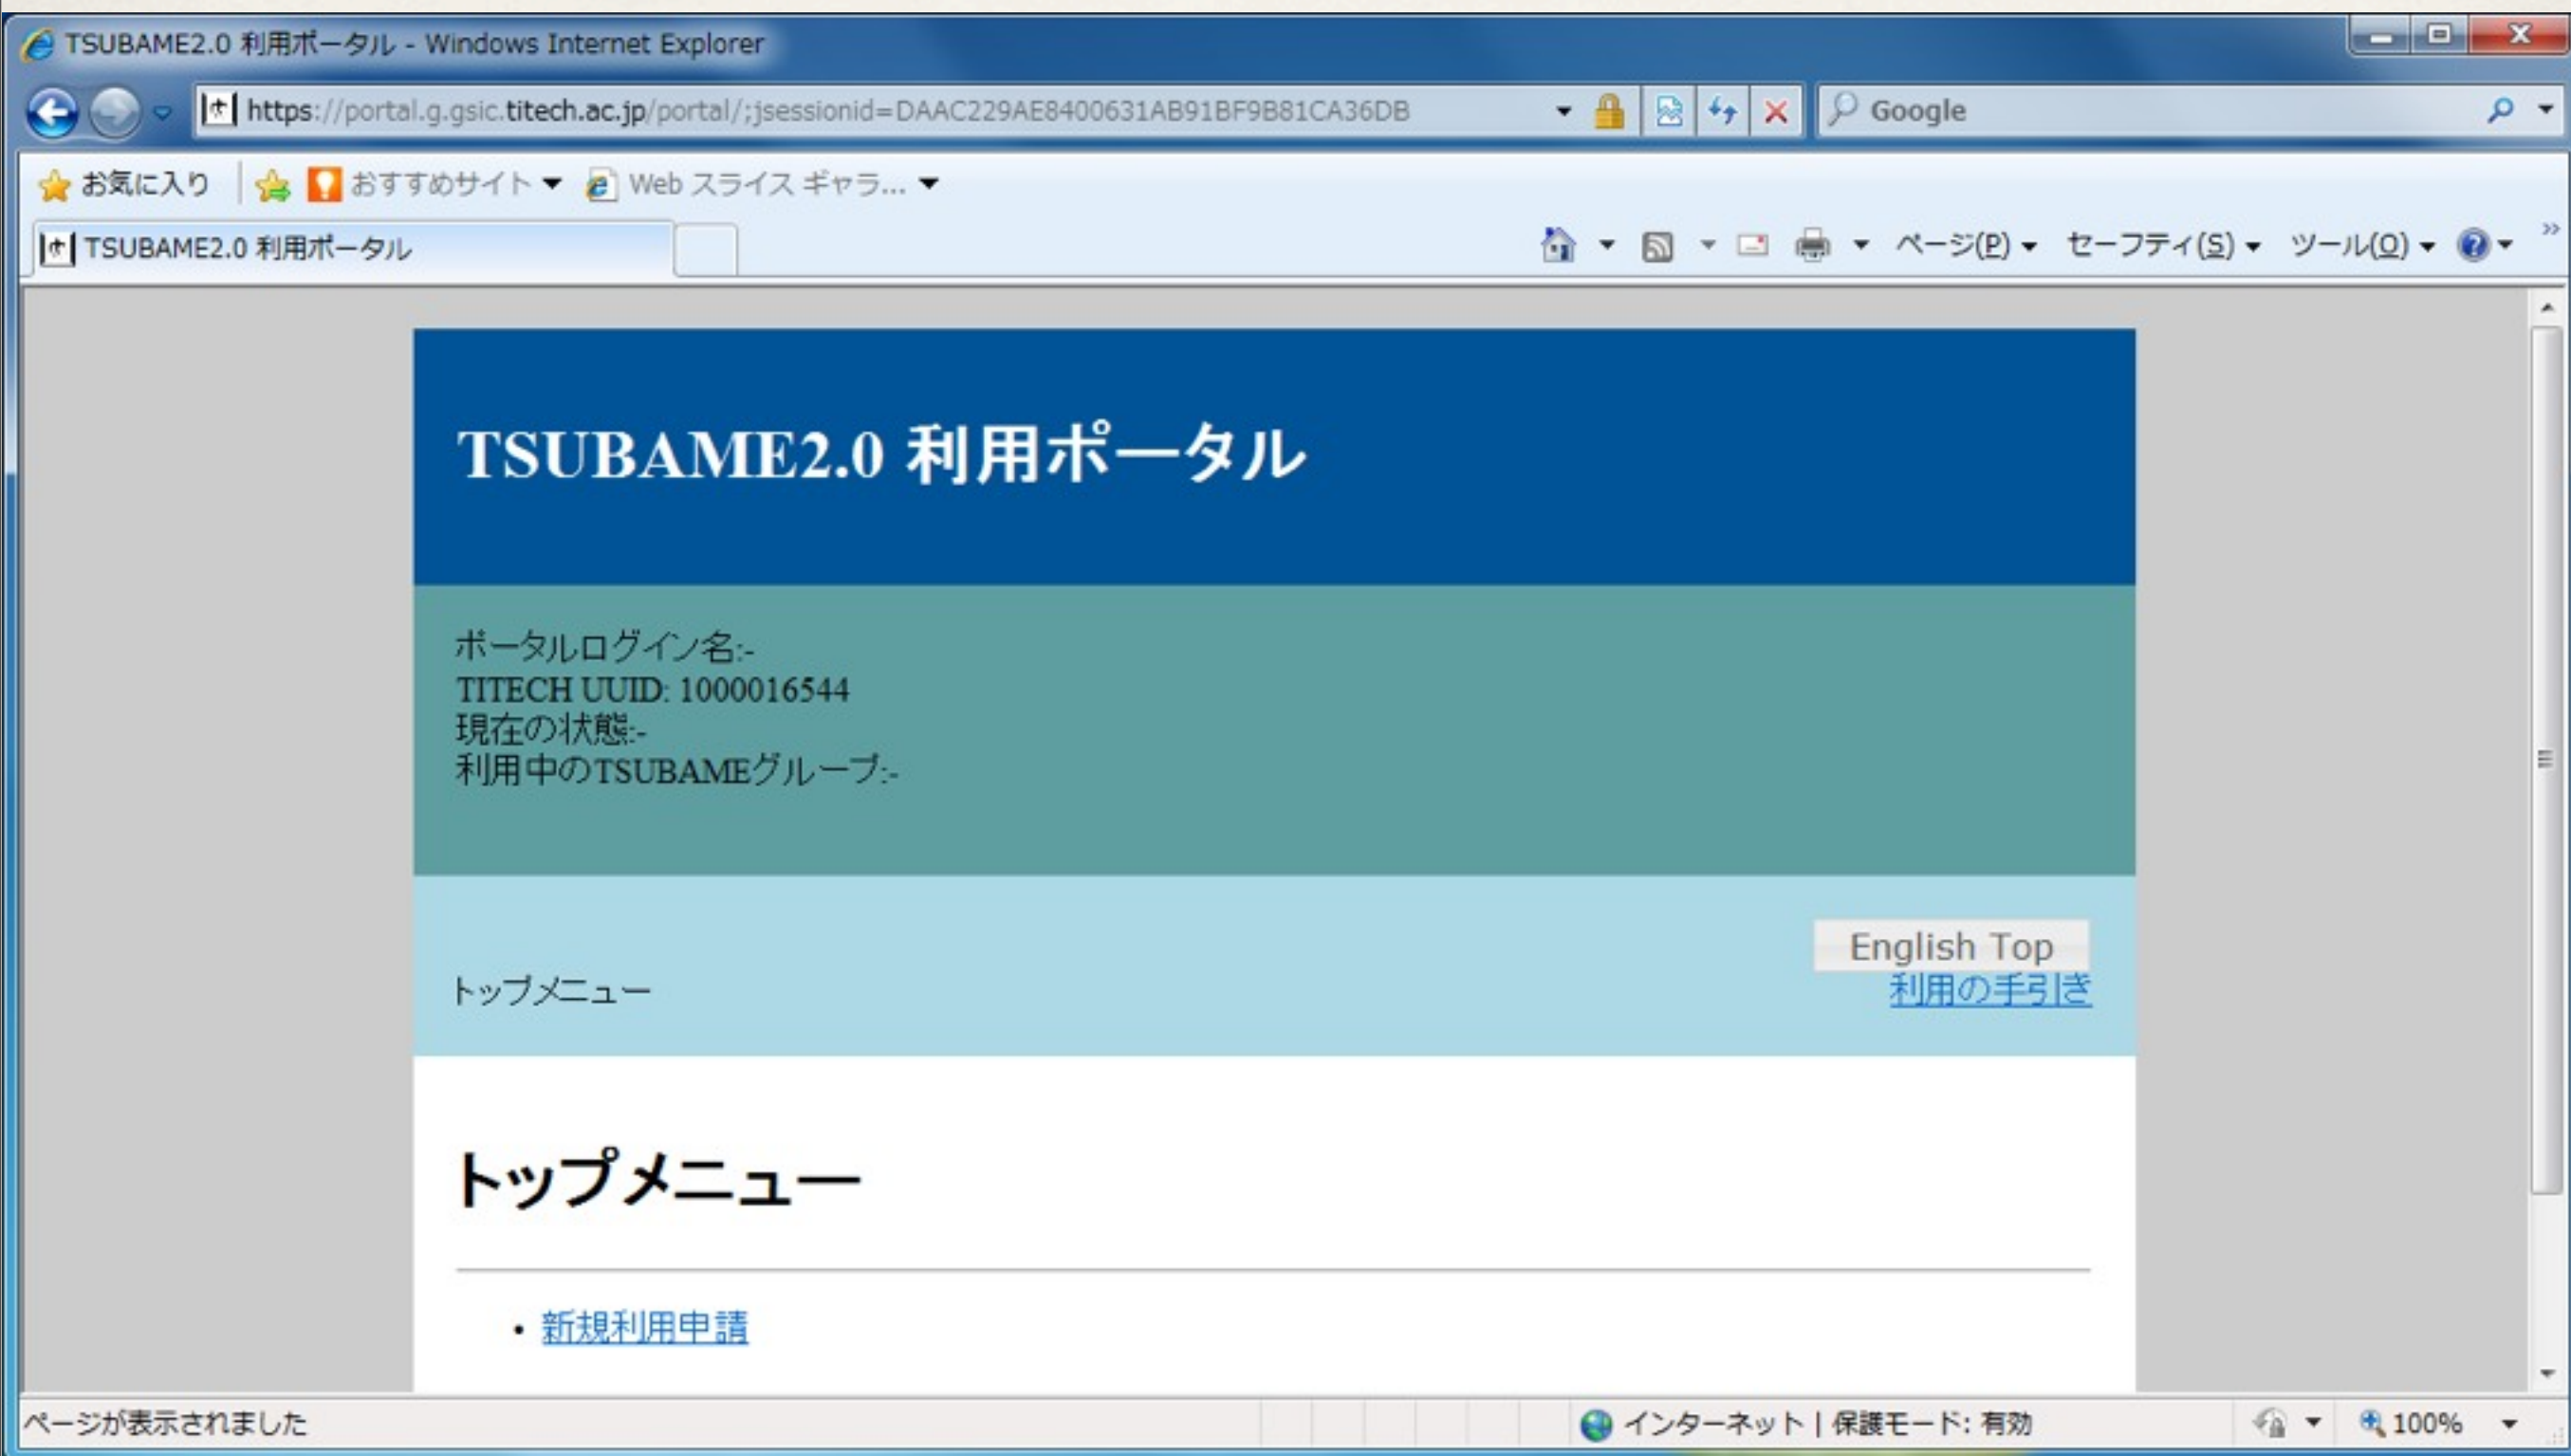 TSUBAME2.0 利用ポータル - Windows Internet Explorer
https://portal.g.gsic.titech.ac.jp/portal/;jsessionid=DAAC229AE8400631AB91BF9B81CA36DB
Google
お気に入り おすすめサイト Web スライス ギャラ...
TSUBAME2.0 利用ポータル ページ(P) セーフティ(S) ツール(O) »
TSUBAME2.0 利用ポータル
ポータルログイン名:-
TITECH UUID: 1000016544
現在の状態:-
利用中のTSUBAMEグループ:-
English Top
トップメニュー 利用の手引き
トップメニュー
• 新規利用申請
ページが表示されました インターネット | 保護モード: 有効 100%